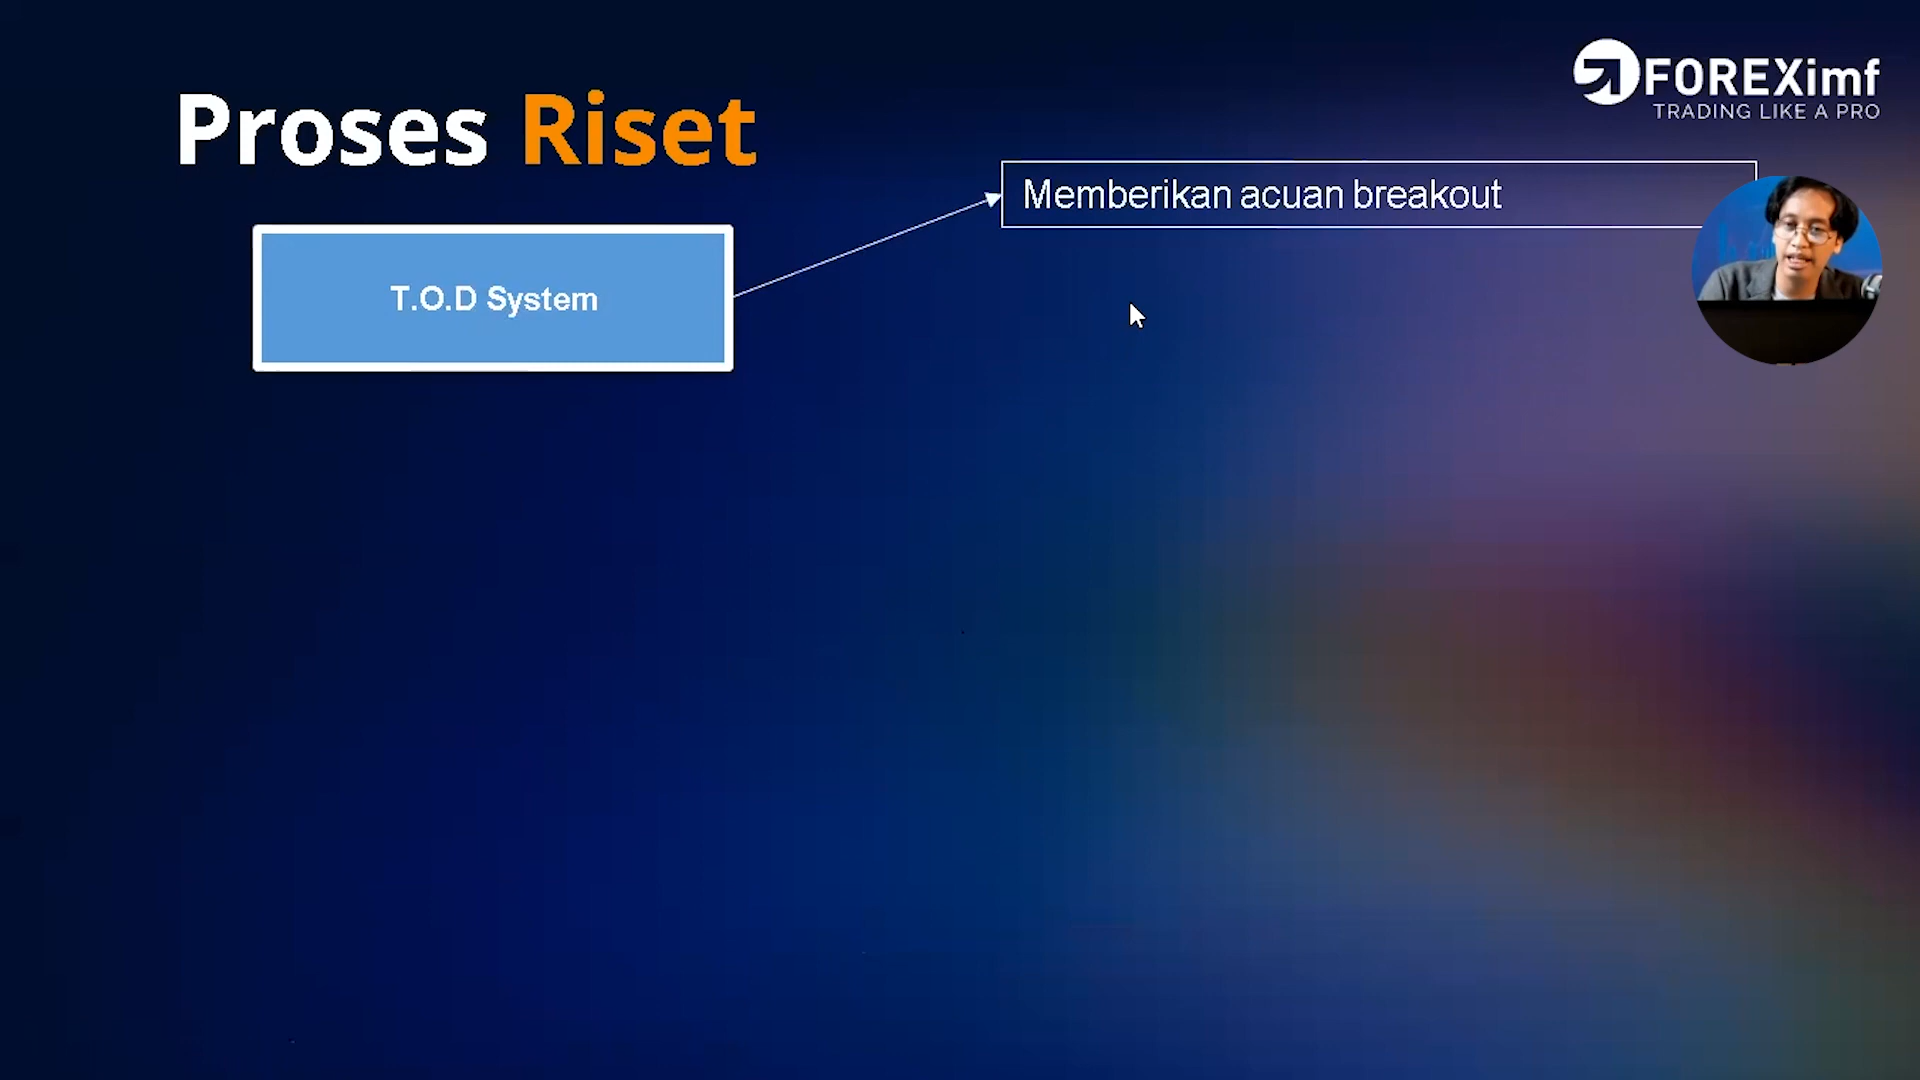 FOREXimf
TRADING LIKE A PRO
Proses Riset
Memberikan acuan breakout
T.O.D System